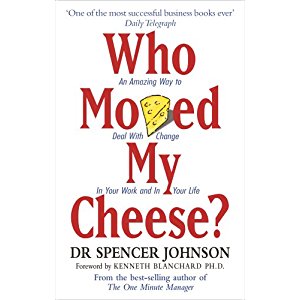 'One of the most successful business books ever'
Daily Telegraph
Who
An Amazing Way to
Moved
Deal With Change
My
In Your Work and In Your Life
Cheese?
DR SPENCER JOHNSON
Foreword by KENNETH BLANCHARD PH.D.
From the best-selling author of
The One Minute Manager